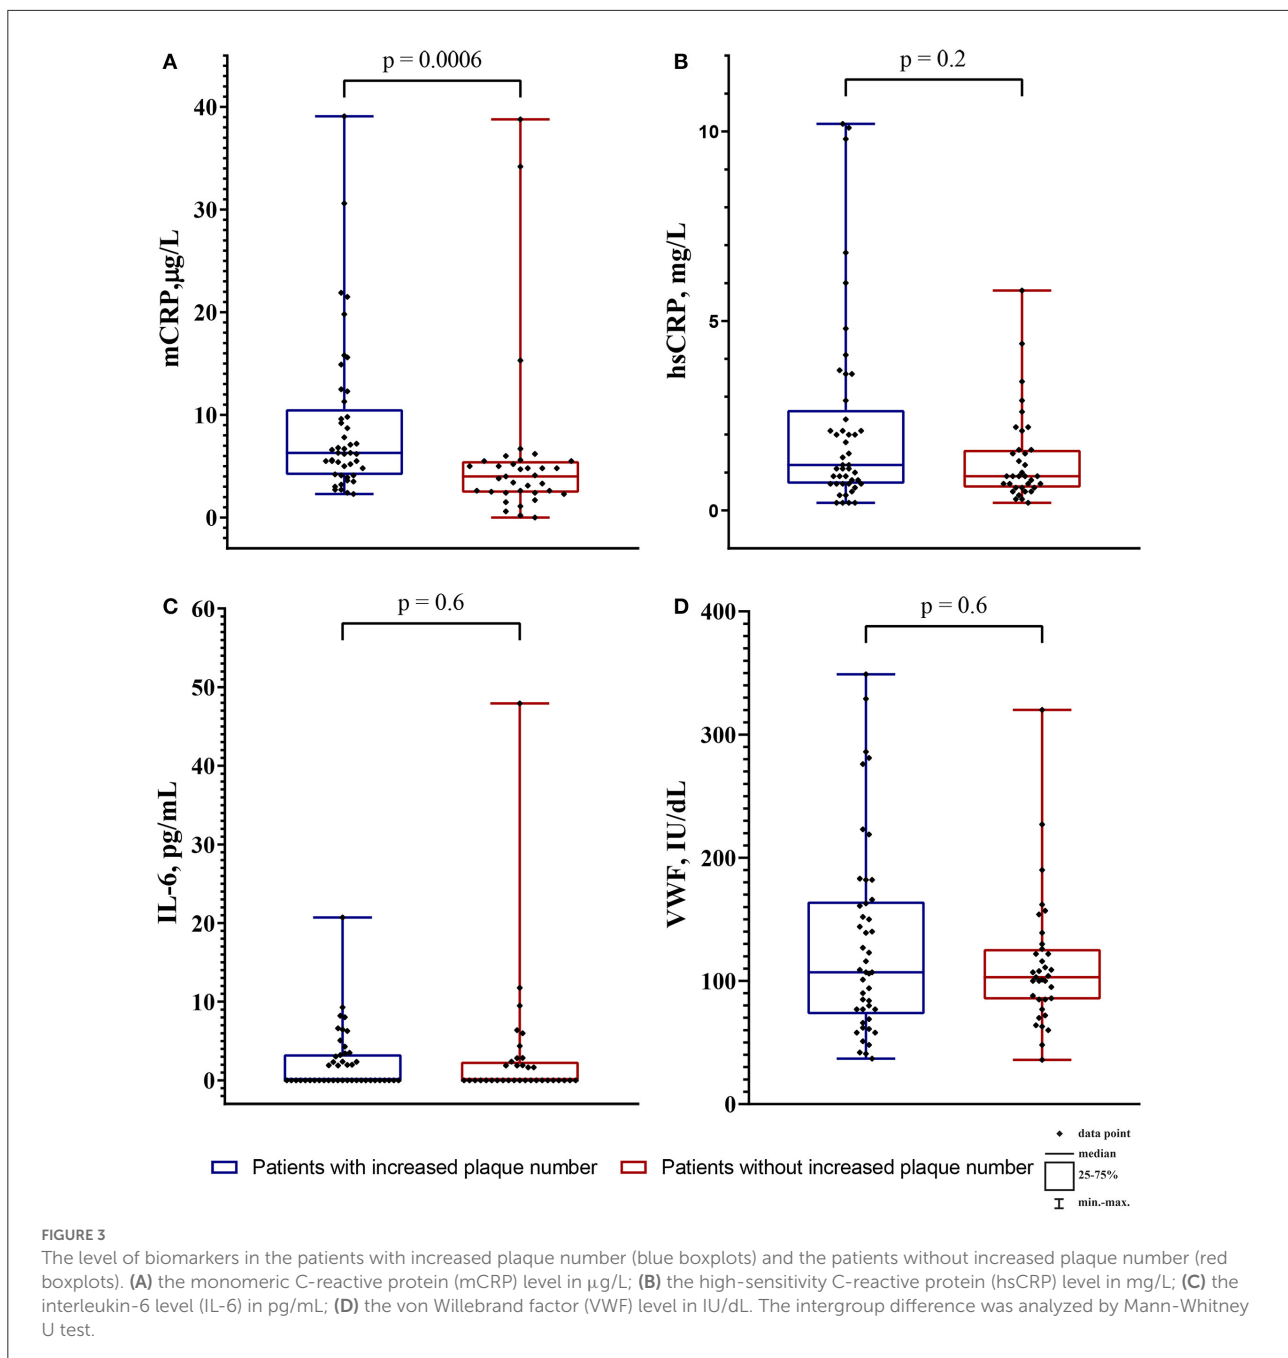 A
p = 0.0006
mCRP,μg/L
40
30
20
10
0
B
p = 0.2
hsCRP, mg/L
10
5
0
C
p = 0.6
IL-6, pg/mL
60
50
40
30
20
10
0
D
p = 0.6
VWF, IU/dL
400
300
200
100
0
Patients with increased plaque number
Patients without increased plaque number
data point
median
25-75%
min.-max.
FIGURE 3
The level of biomarkers in the patients with increased plaque number (blue boxplots) and the patients without increased plaque number (red
boxplots). (A) the monomeric C-reactive protein (mCRP) level in μg/L; (B) the high-sensitivity C-reactive protein (hsCRP) level in mg/L; (C) the
interleukin-6 level (IL-6) in pg/mL; (D) the von Willebrand factor (VWF) level in IU/dL. The intergroup difference was analyzed by Mann-Whitney
U test.